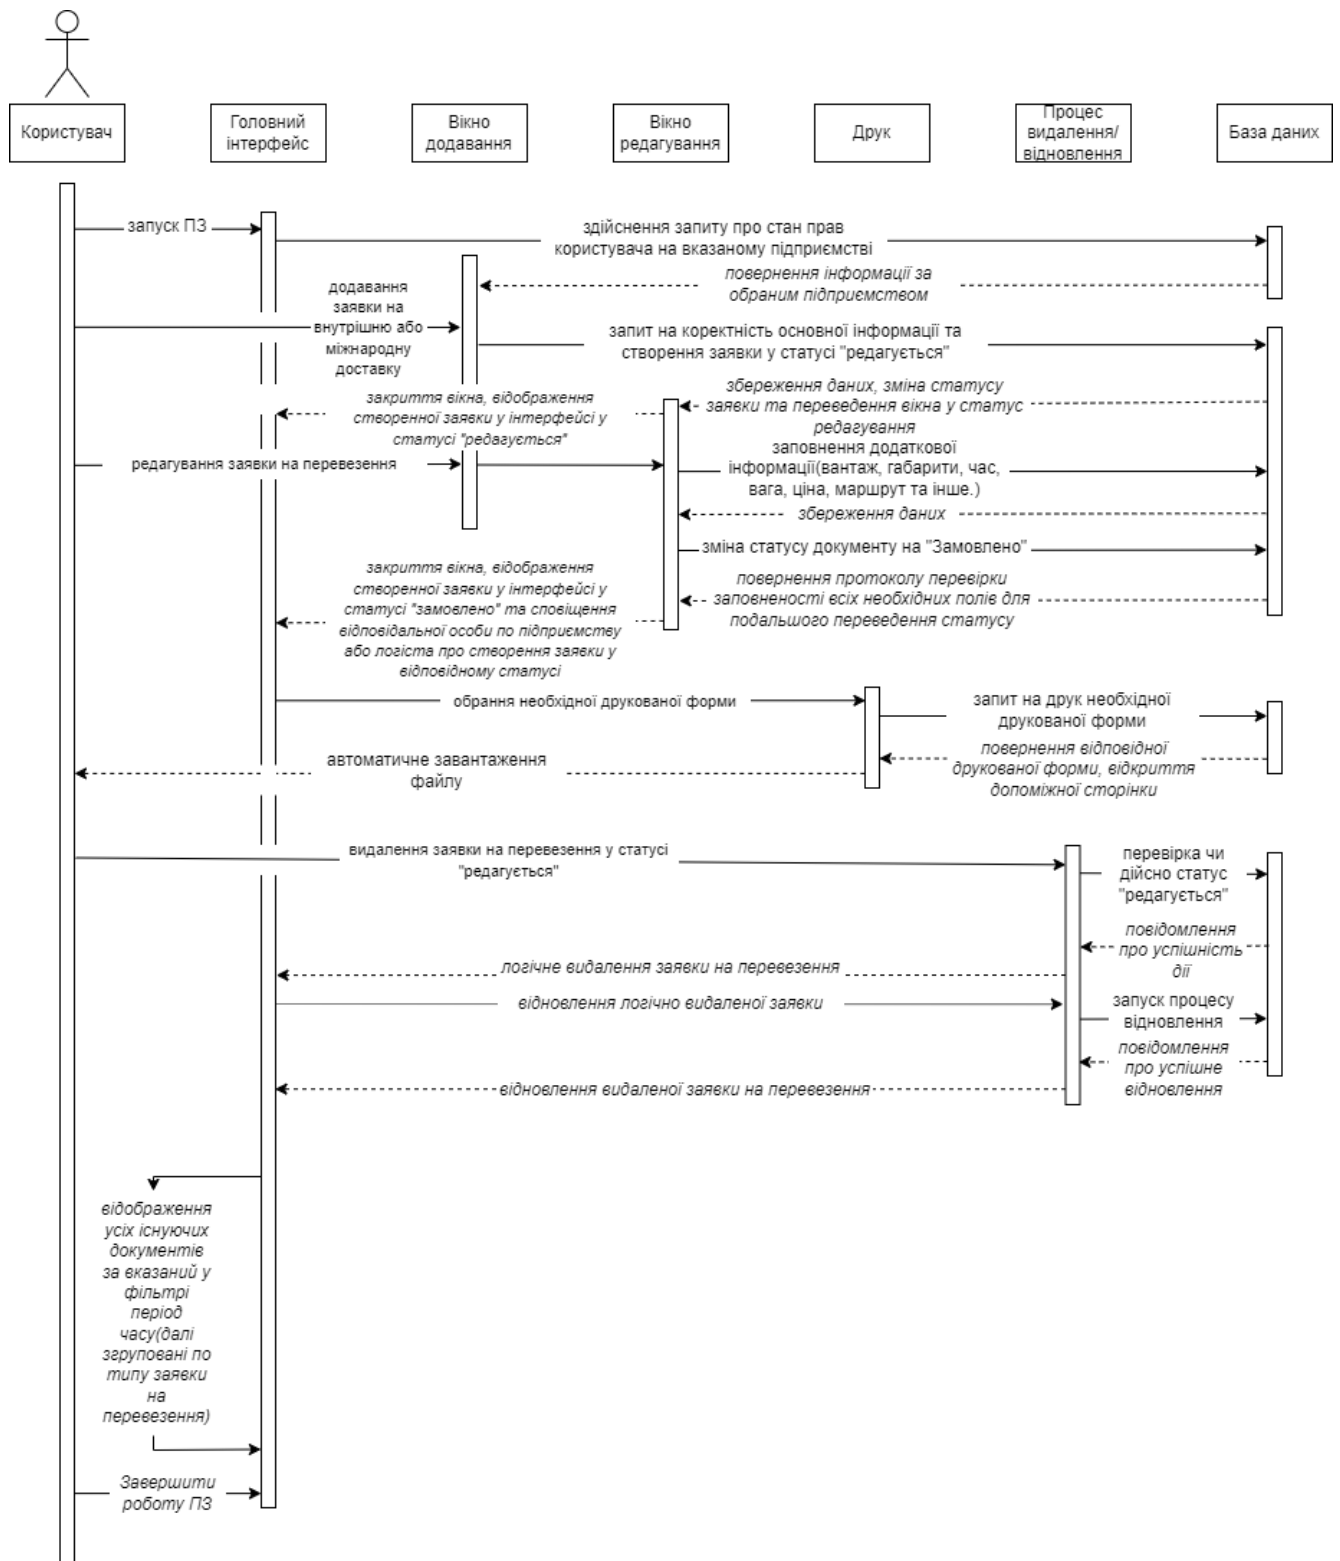 Користувач
Головний
інтерфейс
Вікно
додавання
Вікно
редагування
Друк
Процес
видалення/
відновлення
База даних
запуск ПЗ
здійснення запиту про стан прав
користувача на вказаному підприємстві
повернення інформації за
обраним підприємством
додавання
заявки на
внутрішню або
міжнародну
доставку
запит на коректність основної інформації та
створення заявки у статусі "редагується"
збереження даних, зміна статусу
заявки та переведення вікна у статус
редагування
закриття вікна, відображення
створенної заявки у інтерфейсі у
статусі "редагується"
редагування заявки на перевезення
заповнення додаткової
інформації(вантаж, габарити, час,
вага, ціна, маршрут та інше.)
збереження даних
зміна статусу документу на "Замовлено"
закриття вікна, відображення
створенної заявки у інтерфейсі у
статусі "замовлено" та сповіщення
відповідальної особи по підприємству
або логіста про створення заявки у
відповідному статусі
повернення протоколу перевірки
заповнености всіх необхідних полів для
подальшого переведення статусу
обрання необхідної друкованої форми
запит на друк необхідної
друкованої форми
повернення відповідної
друкованої форми, відкриття
допоміжної сторінки
автоматичне завантаження
файлу
видалення заявки на перевезення у статусі
"редагується"
перевірка чи
дійсно статус
"редагується"
повідомлення
про успішність
дії
логічне видалення заявки на перевезення
відновлення логічно видаленої заявки
запуск процесу
відновлення
повідомлення
про успішне
відновлення
відновлення видаленої заявки на перевезення
відображення
усіх існуючих
документів
за вказаний у
фільтрі
період
часу(далі
згруповані по
типу заявки
на
перевезення)
Завершити
роботу ПЗ